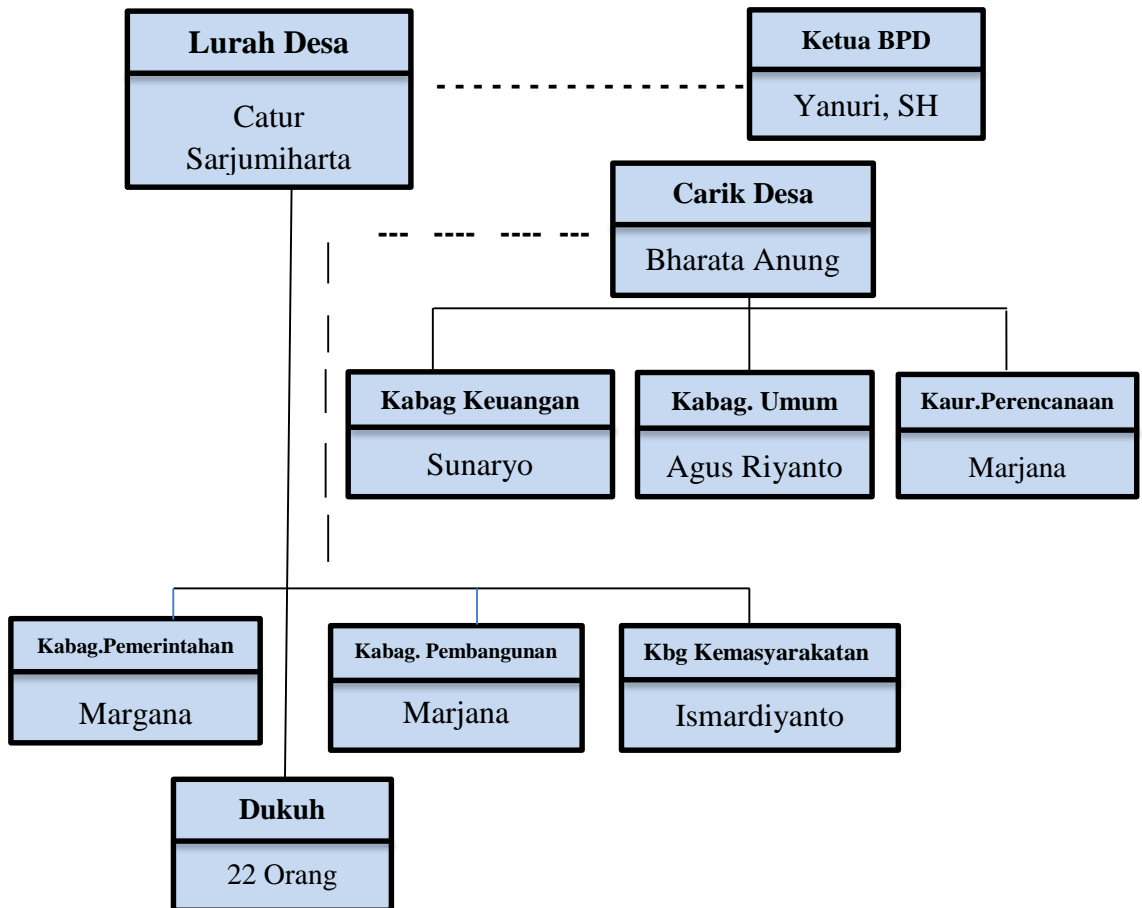 Lurah Desa
Catur
Sarjumiharta
Ketua BPD
Yanuri, SH
Carik Desa
Bharata Anung
Kabag Keuangan
Sunaryo
Kabag. Umum
Agus Riyanto
Kaur.Perencanaan
Marjana
Kabag.Pemerintahan
Margana
Kabag. Pembangunan
Marjana
Kbg Kemasyarakatan
Ismardiyanto
Dukuh
22 Orang